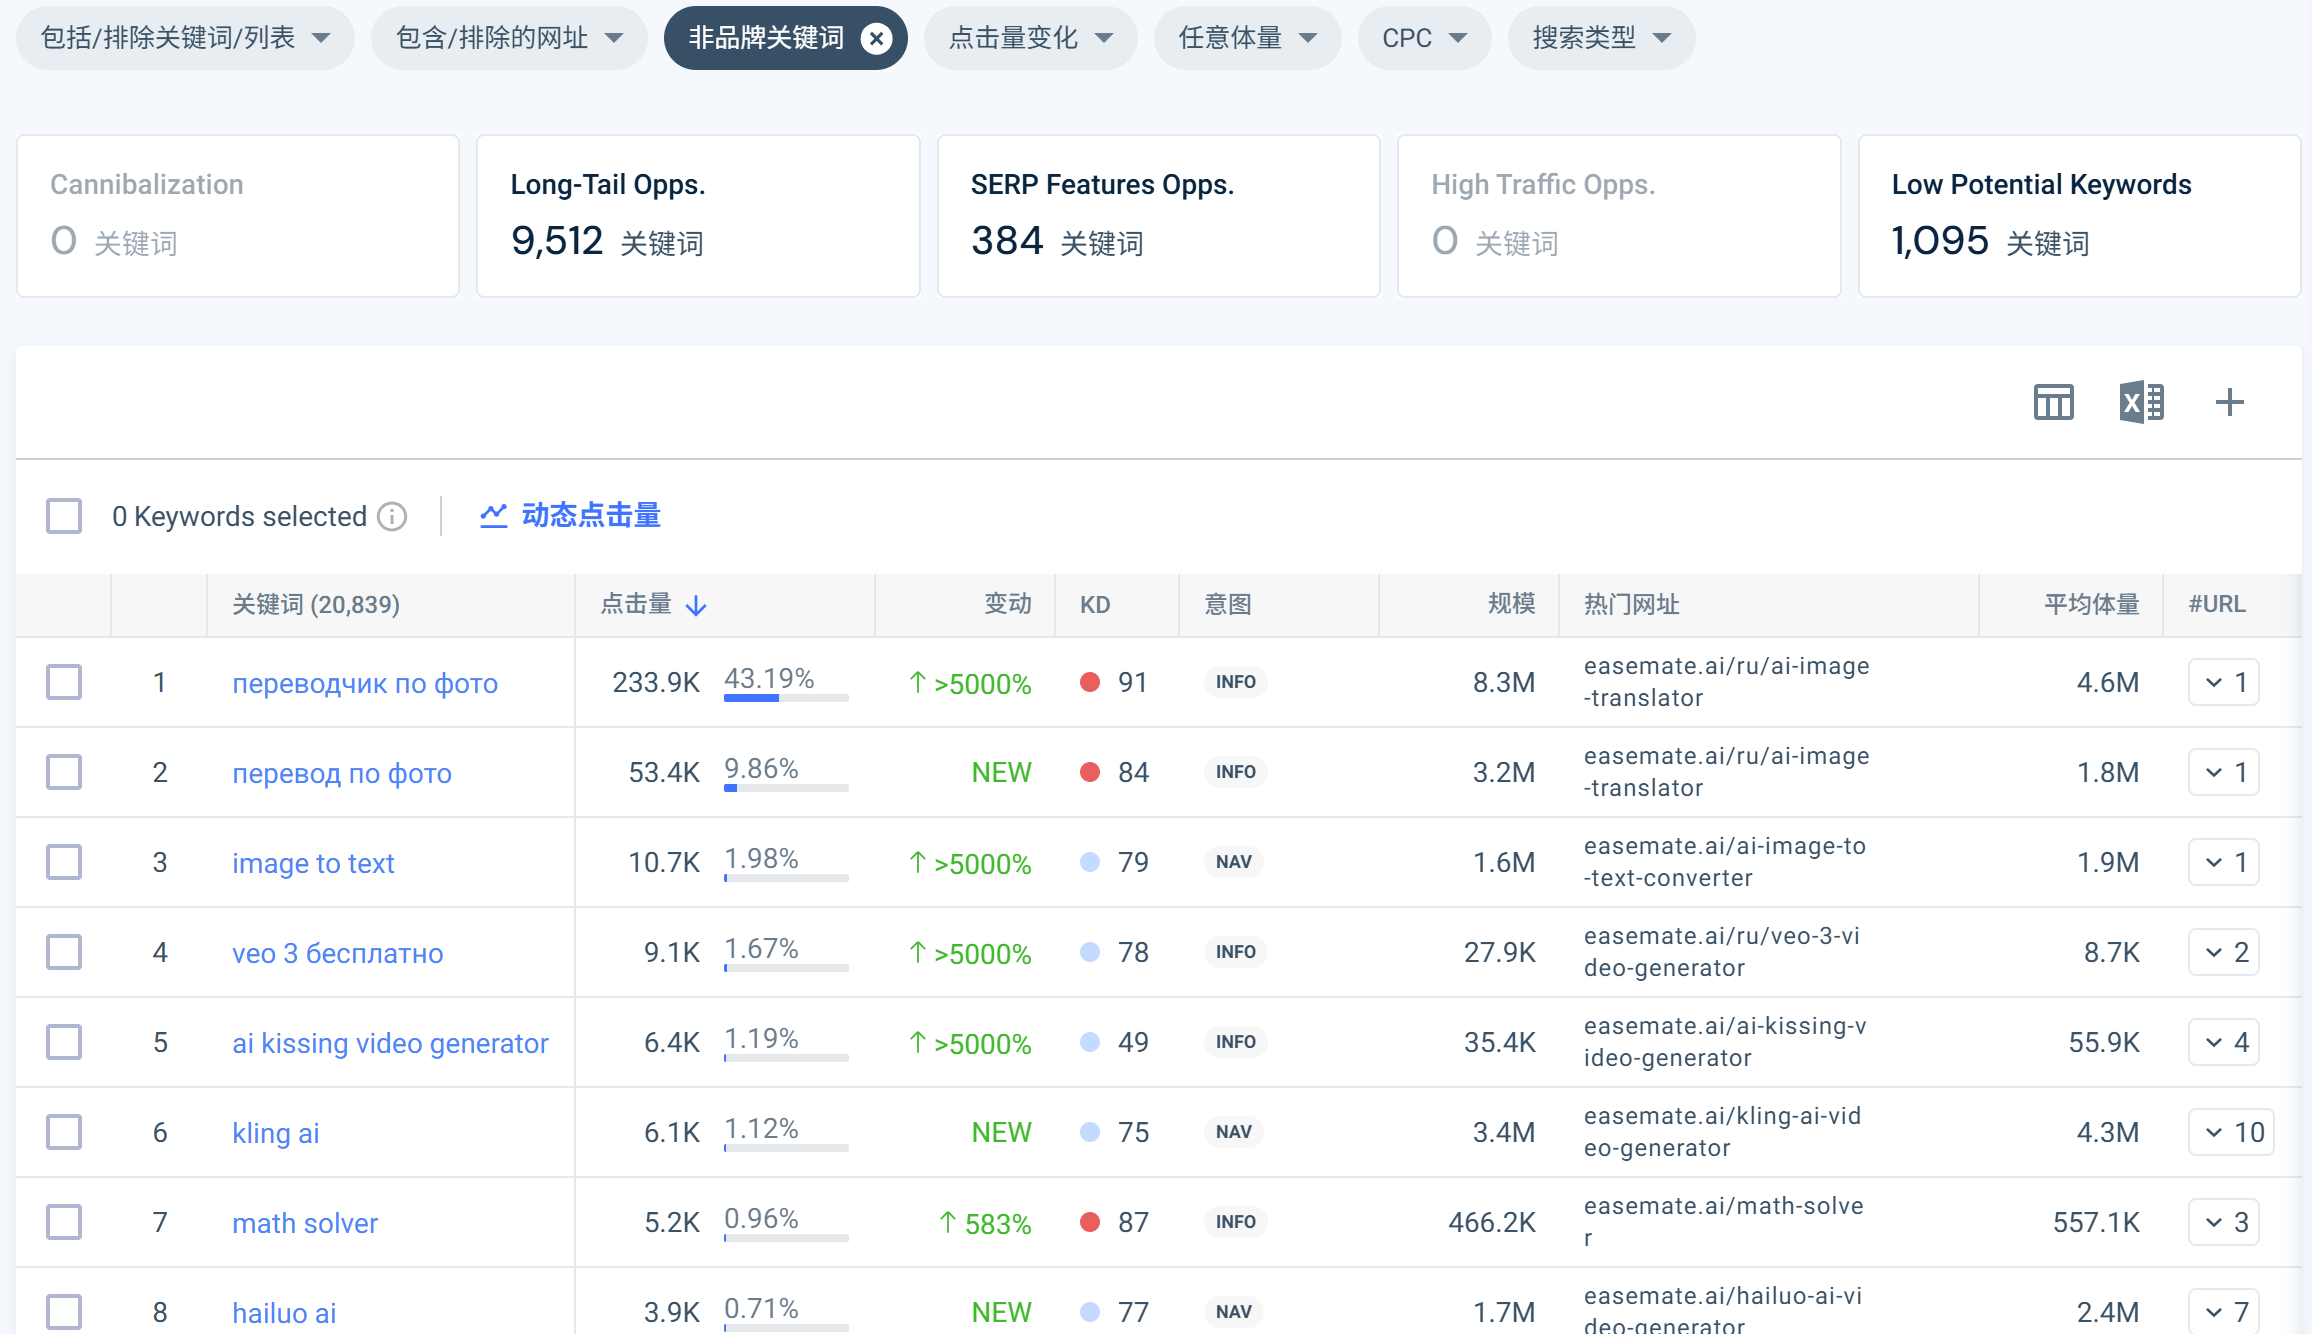 包括/排除关键词/列表 包含/排除的网址 非品牌关键词 点击量变化 任意体量 CPC 搜索类型
Cannibalization
0 关键词
Long-Tail Opps.
9,512 关键词
SERP Features Opps.
384 关键词
High Traffic Opps.
0 关键词
Low Potential Keywords
1,095 关键词
0 Keywords selected 动态点击量
关键词 (20,839) 点击量 变动 KD 意图 规模 热门网址 平均体量 #URL
1 переводчик по фото 233.9K 43.19% >5000% 91 INFO 8.3M easemate.ai/ru/ai-image
-translator 4.6M 1
2 перевод по фото 53.4K 9.86% NEW 84 INFO 3.2M easemate.ai/ru/ai-image
-translator 1.8M 1
3 image to text 10.7K 1.98% >5000% 79 NAV 1.6M easemate.ai/ai-image-to
-text-converter 1.9M 1
4 veo 3 бесплатно 9.1K 1.67% >5000% 78 INFO 27.9K easemate.ai/ru/veo-3-vi
deo-generator 8.7K 2
5 ai kissing video generator 6.4K 1.19% >5000% 49 INFO 35.4K easemate.ai/ai-kissing-v
ideo-generator 55.9K 4
6 kling ai 6.1K 1.12% NEW 75 NAV 3.4M easemate.ai/kling-ai-vid
eo-generator 4.3M 10
7 math solver 5.2K 0.96% 583% 87 INFO 466.2K easemate.ai/math-solve
r 557.1K 3
8 hailuo ai 3.9K 0.71% NEW 77 NAV 1.7M easemate.ai/hailuo-ai-vi
deo-generator 2.4M 7